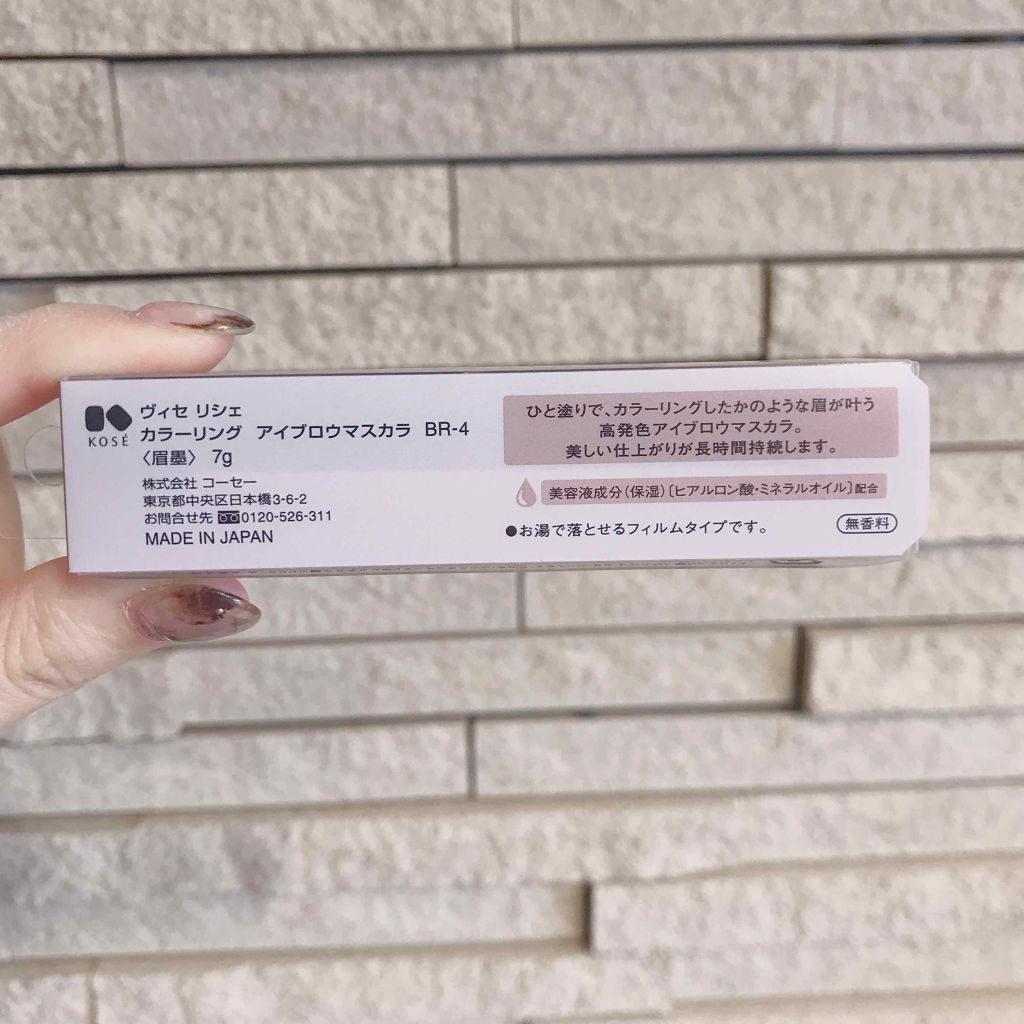 KOSÉ
ヴィセ リシェ
カラーリング アイブロウマスカラ BR-4
〈眉墨〉 7g
株式会社 コーセー
東京都中央区日本橋3-6-2
お問合せ先 0120-526-311
MADE IN JAPAN
ひと塗りで、カラーリングしたかのような眉が叶う
高発色アイブロウマスカラ。
美しい仕上がりが長時間持続します。
美容液成分(保湿)〔ヒアルロン酸・ミネラルオイル〕配合
●お湯で落とせるフィルムタイプです。
無香料